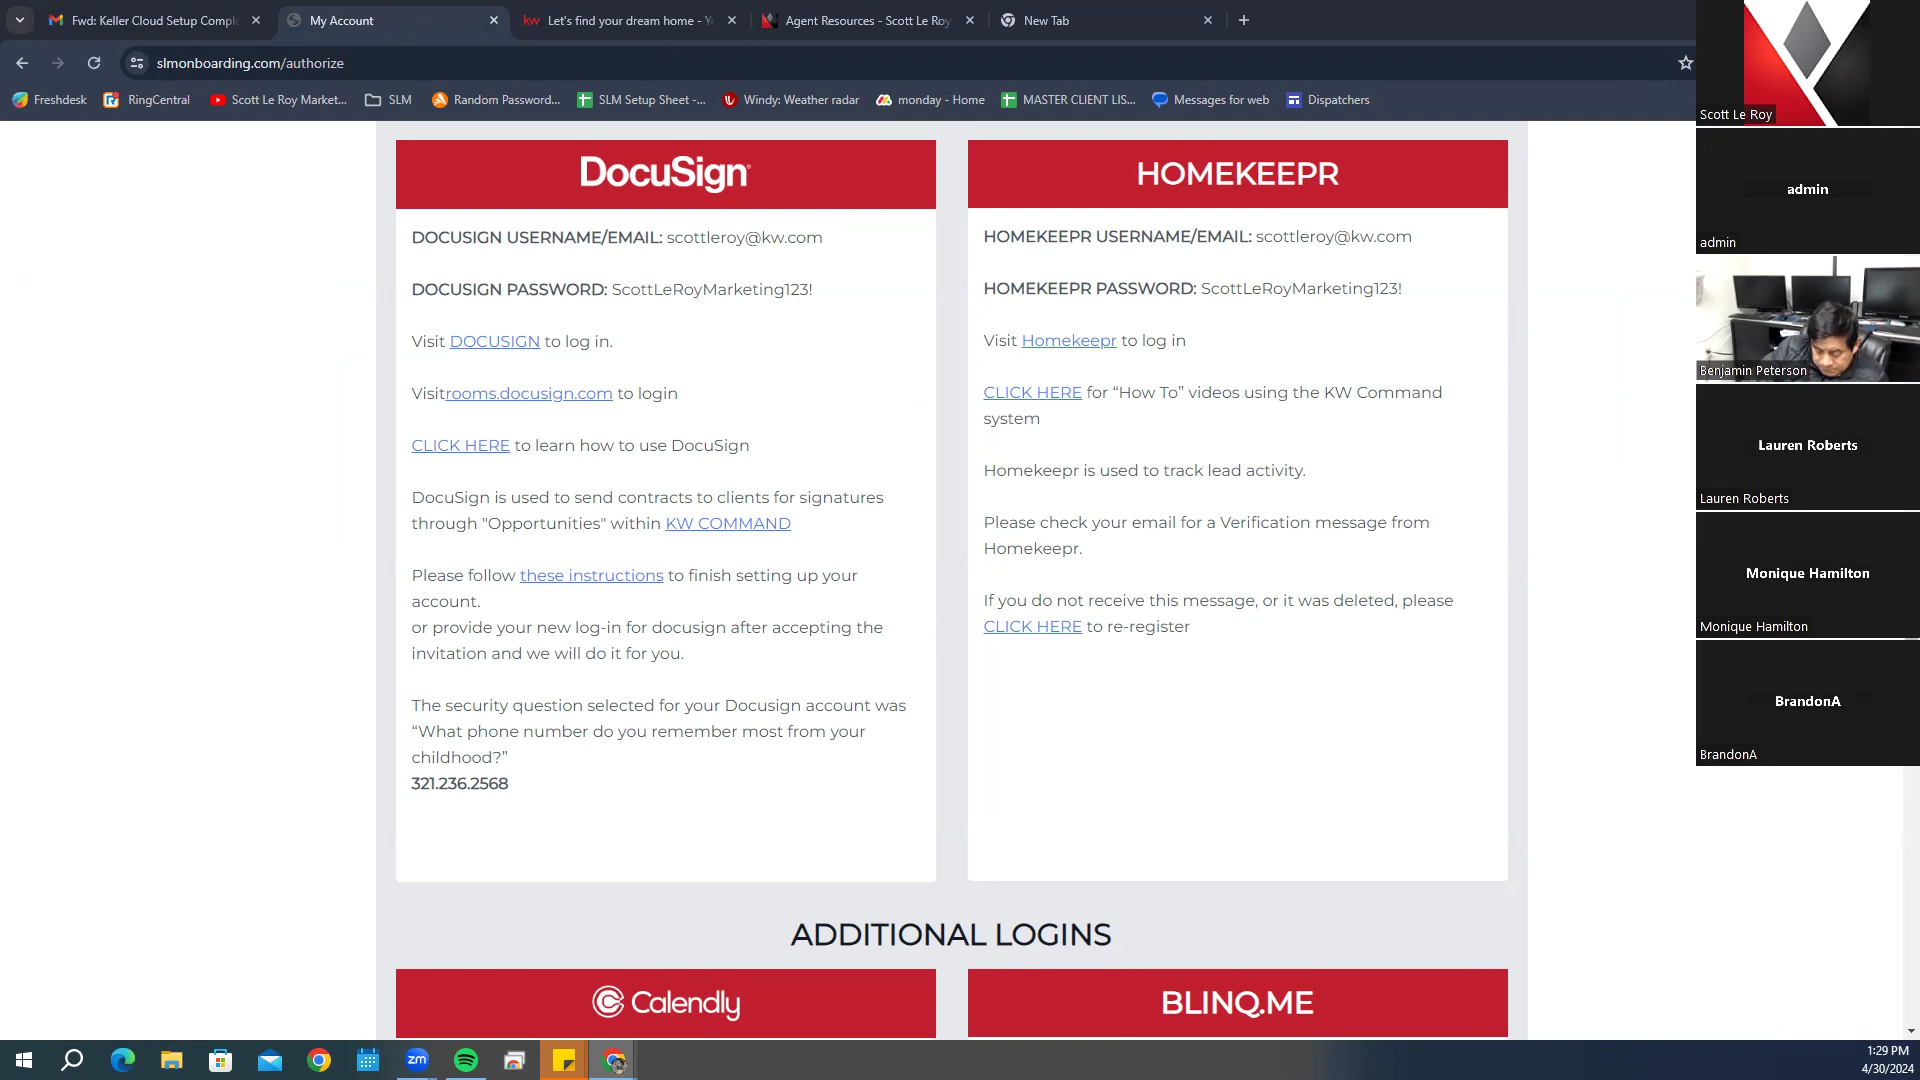 Fwd: Keller Cloud Setup Comple
My Account
kw Let's find your dream home - Yo
Agent Resources - Scott Le Roy
New Tab
slmonboarding.com/authorize
Freshdesk
RingCentral
Scott Le Roy Market...
SLM
Random Password...
SLM Setup Sheet -...
Windy: Weather radar
monday - Home
MASTER CLIENT LIS...
Messages for web
Dispatchers
DocuSign
DOCUSIGN USERNAME/EMAIL: scottleroy@kw.com
DOCUSIGN PASSWORD: ScottLeRoyMarketing123!
Visit DOCUSIGN to log in.
Visitrooms.docusign.com to login
CLICK HERE to learn how to use DocuSign
DocuSign is used to send contracts to clients for signatures
through "Opportunities" within KW COMMAND
Please follow these instructions to finish setting up your
account.
or provide your new log-in for docusign after accepting the
invitation and we will do it for you.
The security question selected for your Docusign account was
“What phone number do you remember most from your
childhood?”
321.236.2568
HOMEKEEPR
HOMEKEEPR USERNAME/EMAIL: scottleroy@kw.com
HOMEKEEPR PASSWORD: ScottLeRoyMarketing123!
Visit Homekeepr to log in
CLICK HERE for “How To” videos using the KW Command
system
Homekeepr is used to track lead activity.
Please check your email for a Verification message from
Homekeepr.
If you do not receive this message, or it was deleted, please
CLICK HERE to re-register
ADDITIONAL LOGINS
Calendly
BLINQ.ME
Scott Le Roy
admin
admin
Benjamin Peterson
Lauren Roberts
Lauren Roberts
Monique Hamilton
Monique Hamilton
BrandonA
BrandonA
zm
1:29 PM
4/30/2024